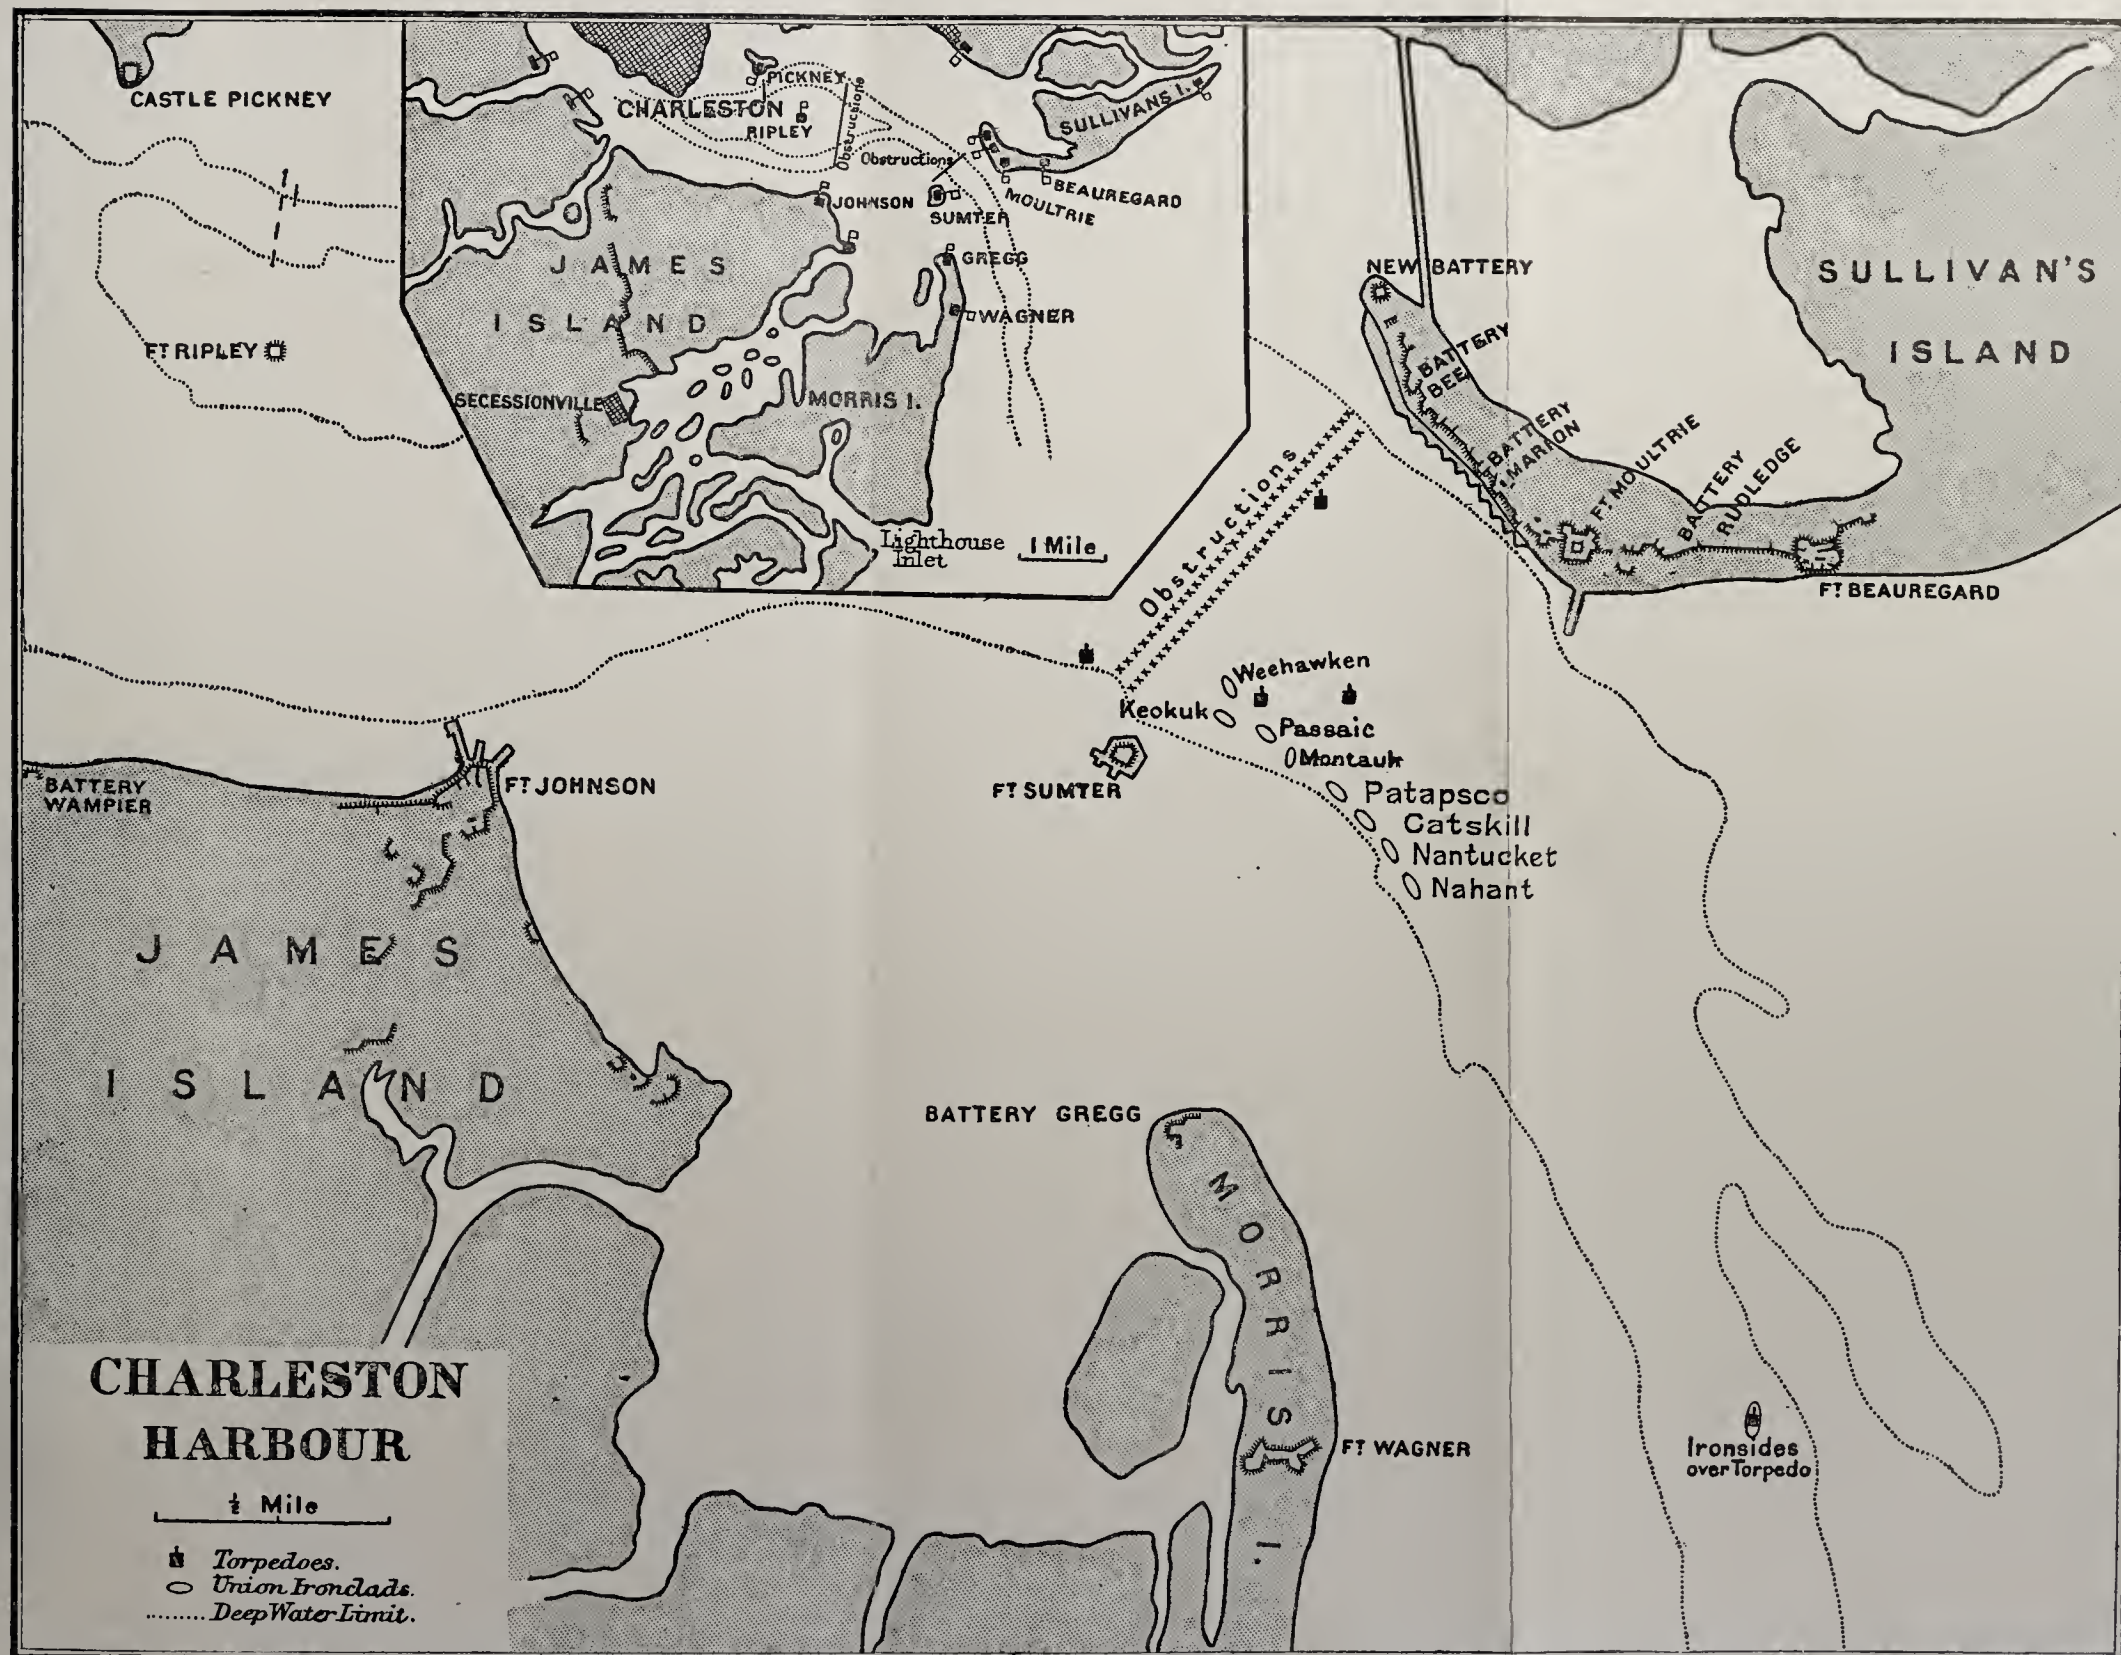 CASTLE PICKNEY
FT RIPLEY
PICKNEY
CHARLESTON
RIPLEY
Obstructions
Obstructions
SULLIVANS I.
BEAUREGARD
MOULTRIE
JOHNSON
SUMTER
GREGG
WAGNER
JAMES
ISLAND
SECESSIONVILLE
MORRIS I.
Lighthouse
Inlet
1 Mile
NEW BATTERY
BATTERY
BEE
BATTERY
MARION
FT MOULTRIE
BATTERY
RUDLEDGE
FT BEAUREGARD
SULLIVAN'S
ISLAND
Obstructions
Weehawken
Keokuk
Passaic
Montauk
Patapsco
Catskill
Nantucket
Nahant
FT SUMTER
BATTERY
WAMPIER
FT JOHNSON
JAMES
ISLAND
BATTERY GREGG
MORRIS I.
FT WAGNER
Ironsides
over Torpedo
CHARLESTON
HARBOUR
½ Mile
Torpedoes.
Union Ironclads.
Deep Water Limit.